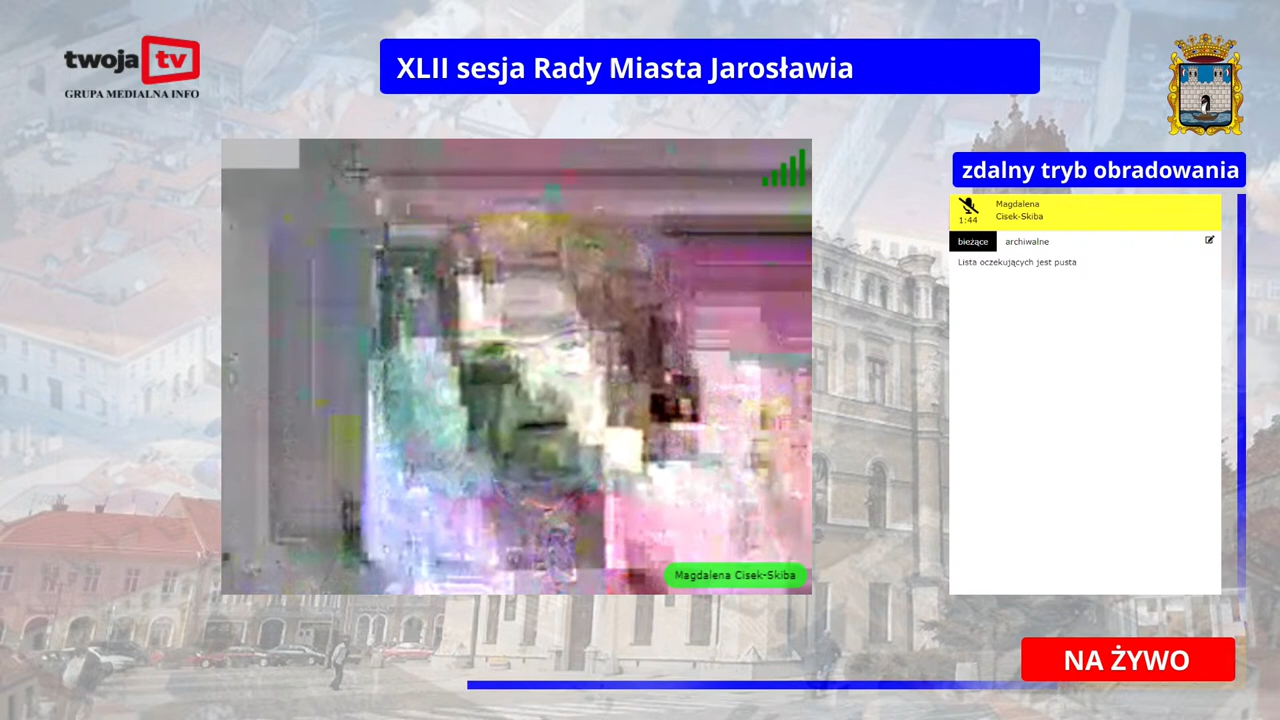 twoja tv
GRUPA MEDIALNA INFO
XLII sesja Rady Miasta Jarosławia
zdalny tryb obradowania
Magdalena
Cisek-Skiba
1:44
bieżące archiwalne
Lista oczekujących jest pusta
Magdalena Cisek-Skiba
NA ŻYWO